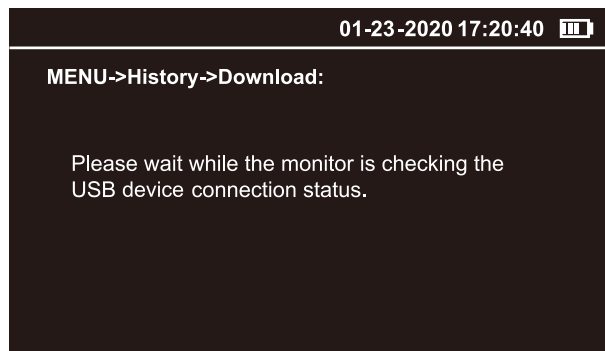 01-23-2020 17:20:40
MENU->History->Download:
Please wait while the monitor is checking the
USB device connection status.